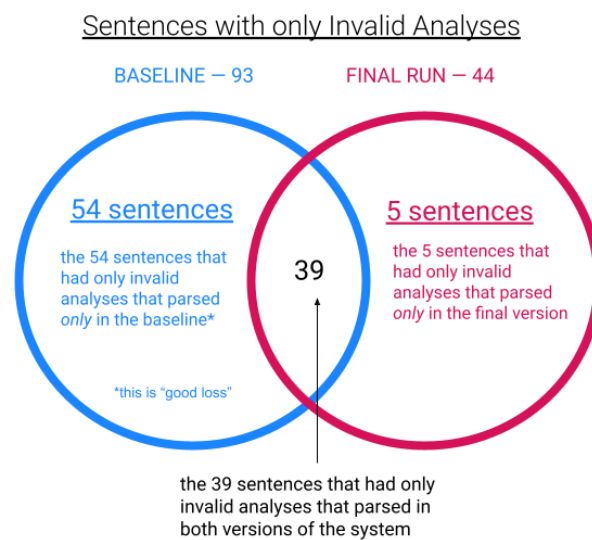 Sentences with only Invalid Analyses
BASELINE — 93
FINAL RUN — 44
54 sentences
the 54 sentences that
had only invalid
analyses that parsed
only in the baseline*
*this is “good loss”
39
5 sentences
the 5 sentences that
had only invalid
analyses that parsed
only in the final version
the 39 sentences that had only
invalid analyses that parsed in
both versions of the system